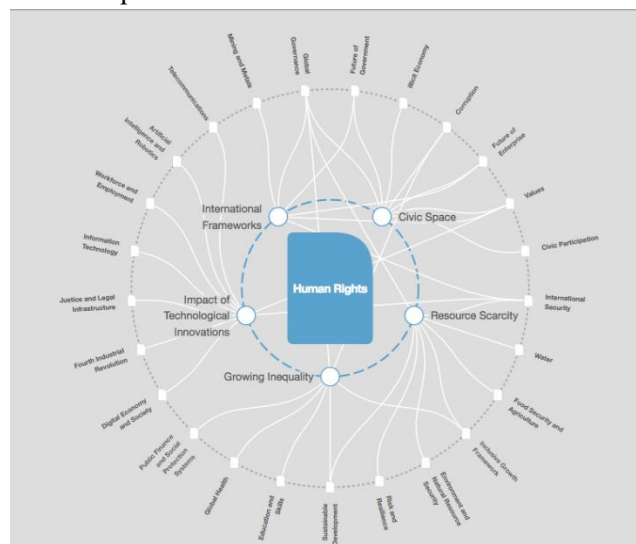 Global
Governance
Future of
Government
Illicit Economy
Corruption
Future of
Enterprise
Values
Civic Participation
International
Security
Water
Food Security and
Agriculture
Inclusive Growth
Framework
Environment and
Natural Resource
Security
Risk and
Resilience
Sustainable
Development
Education and
Skills
Global Health
Public Finance
and Social
Protection
Systems
Digital Economy
and Society
Fourth Industrial
Revolution
Justice and Legal
Infrastructure
Information
Technology
Workforce and
Employment
Artificial
Intelligence and
Robotics
Telecommunications
Mining and Metals
International
Frameworks
Civic Space
Human Rights
Impact of
Technological
Innovations
Resource Scarcity
Growing Inequality